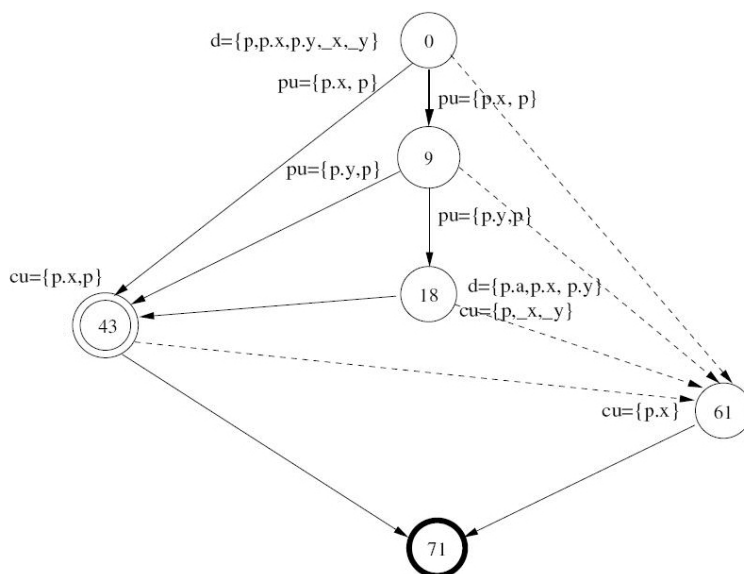 0
d={p,p.x,p.y,_x,_y}
pu={p.x, p}
pu={p.x, p}
9
pu={p.y,p}
pu={p.y,p}
cu={p.x,p}
18
d={p.a,p.x, p.y}
cu={p,_x,_y}
43
cu={p.x}
61
71